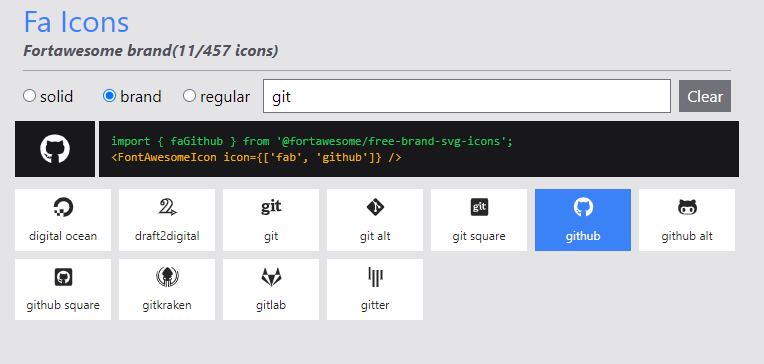 Fa Icons
Fortawesome brand(11/457 icons)
solid brand regular git Clear
import { faGithub } from '@fortawesome/free-brand-svg-icons';
<FontAwesomeIcon icon={['fab', 'github']} />
git git
digital ocean draft2digital git git alt git square github github alt
github square gitkraken gitlab gitter